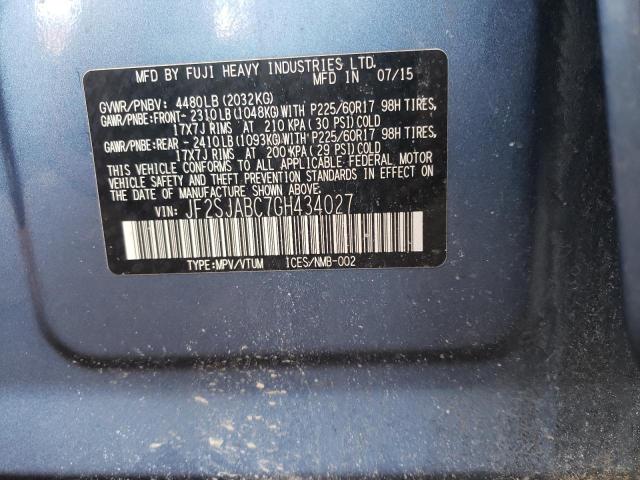 MFD BY FUJI HEAVY INDUSTRIES LTD.
MFD IN 07/15
GVWR/PNBV: 4480LB (2032KG)
GAWR/PNBE:FRONT- 2310LB (1048KG)WITH P225/60R17 98H TIRES,
17X7J RIMS AT 210 KPA (30 PSI) COLD
GAWR/PNBE:REAR - 2410LB (1093KG)WITH P225/60R17 98H TIRES,
17X7J RIMS AT 200 KPA (29 PSI) COLD
THIS VEHICLE CONFORMS TO ALL APPLICABLE FEDERAL MOTOR
VEHICLE SAFETY, BUMPER, AND THEFT PREVENTION STANDARDS IN EFFECT ON THE
DATE OF MANUFACTURE SHOWN ABOVE.
VIN: JF2SJABC7GH434027
TYPE:MPV/VTUM ICES/NMB-002